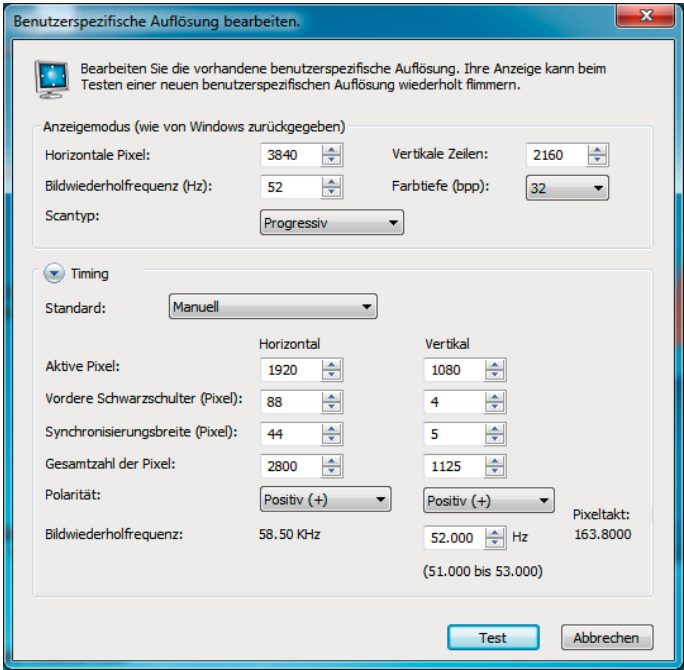 Benutzerspezifische Auflösung bearbeiten.
Bearbeiten Sie die vorhandene benutzerspezifische Auflösung. Ihre Anzeige kann beim
Testen einer neuen benutzerspezifischen Auflösung wiederholt flimmern.
Anzeigemodus (wie von Windows zurückgegeben)
Horizontale Pixel: 3840 Vertikale Zeilen: 2160
Bildwiederholfrequenz (Hz): 52 Farbtiefe (bpp): 32
Scantyp: Progressiv
Timing
Standard: Manuell
Horizontal Vertikal
Aktive Pixel: 1920 1080
Vordere Schwarzschulter (Pixel): 88 4
Synchronisierungsbreite (Pixel): 44 5
Gesamtzahl der Pixel: 2800 1125
Polarität: Positiv (+) Positiv (+)
Pixeltakt:
Bildwiederholfrequenz: 58.50 KHz 52.000 Hz 163.8000
(51.000 bis 53.000)
Test Abbrechen